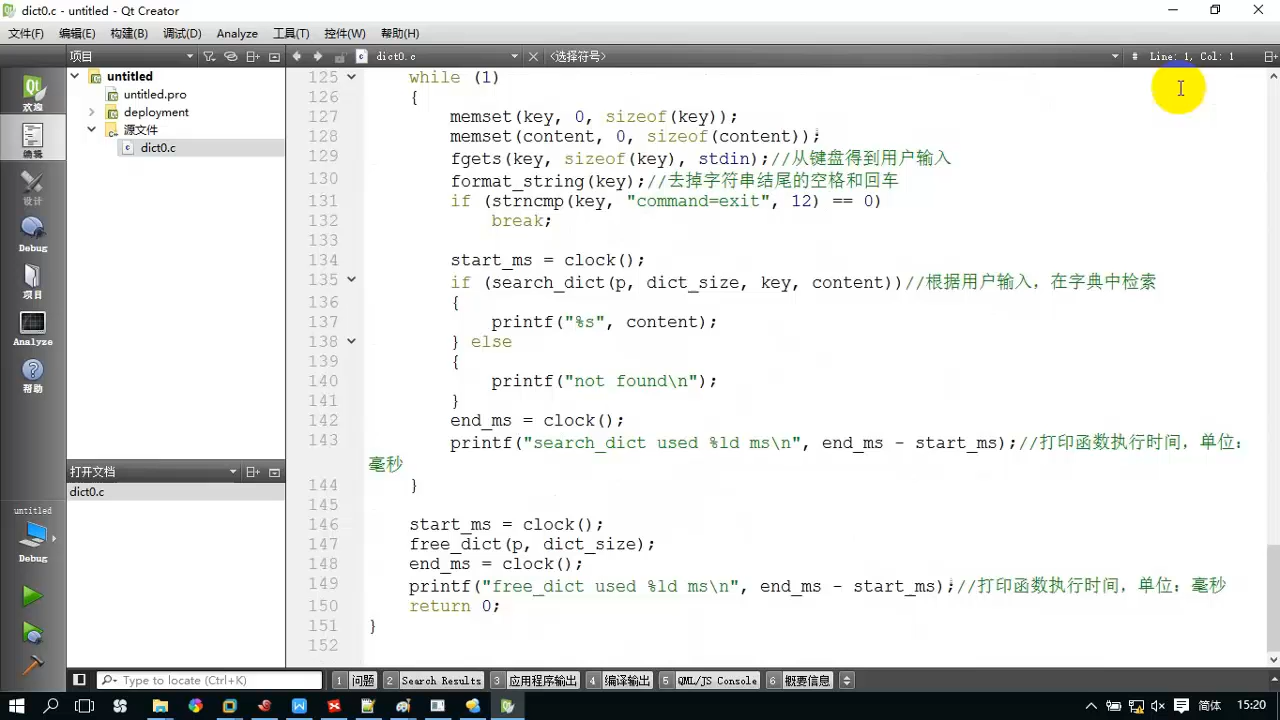 dict0.c - untitled - Qt Creator
文件(F) 编辑(E) 构建(B) 调试(D) Analyze 工具(T) 控件(W) 帮助(H)
项目 dict0.c <选择符号> # Line: 1, Col: 1
欢迎
编辑
设计
Debug
项目
Analyze
帮助
untitled
untitled.pro
deployment
源文件
dict0.c
打开文档
dict0.c
untitled
Debug
125 while (1)
126 {
127 memset(key, 0, sizeof(key));
128 memset(content, 0, sizeof(content));
129 fgets(key, sizeof(key), stdin);//从键盘得到用户输入
130 format_string(key);//去掉字符串结尾的空格和回车
131 if (strncmp(key, "command=exit", 12) == 0)
132 break;
133
134 start_ms = clock();
135 if (search_dict(p, dict_size, key, content))//根据用户输入，在字典中检索
136 {
137 printf("%s", content);
138 } else
139 {
140 printf("not found\n");
141 }
142 end_ms = clock();
143 printf("search_dict used %ld ms\n", end_ms - start_ms);//打印函数执行时间，单位：
毫秒
144 }
145
146 start_ms = clock();
147 free_dict(p, dict_size);
148 end_ms = clock();
149 printf("free_dict used %ld ms\n", end_ms - start_ms);//打印函数执行时间，单位：毫秒
150 return 0;
151 }
152
Type to locate (Ctrl+K) 1 问题 2 Search Results 3 应用程序输出 4 编译输出 5 QML/JS Console 6 概要信息
简体 15:20